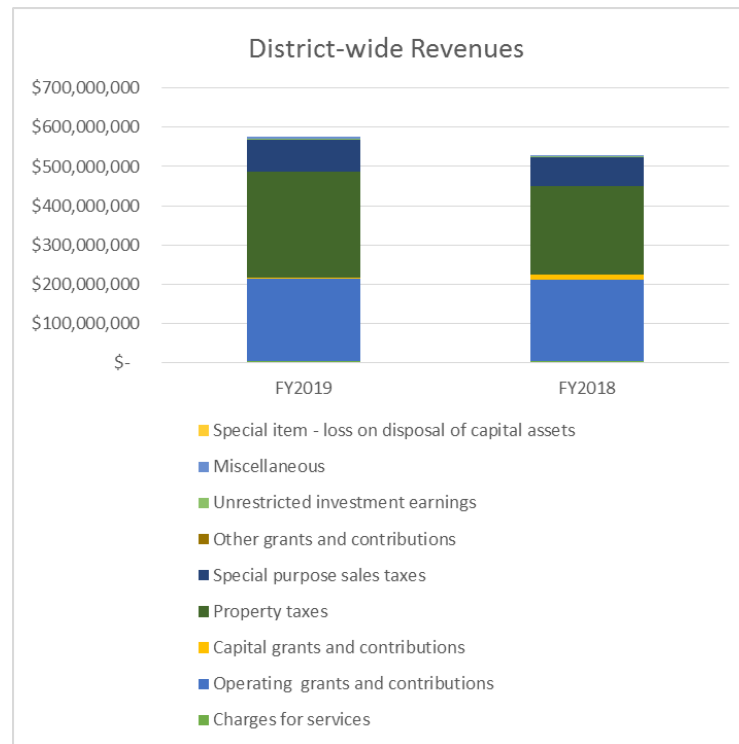 District-wide Revenues
$700,000,000
$600,000,000
$500,000,000
$400,000,000
$300,000,000
$200,000,000
$100,000,000
$-
FY2019 FY2018
Special item - loss on disposal of capital assets
Miscellaneous
Unrestricted investment earnings
Other grants and contributions
Special purpose sales taxes
Property taxes
Capital grants and contributions
Operating  grants and contributions
Charges for services